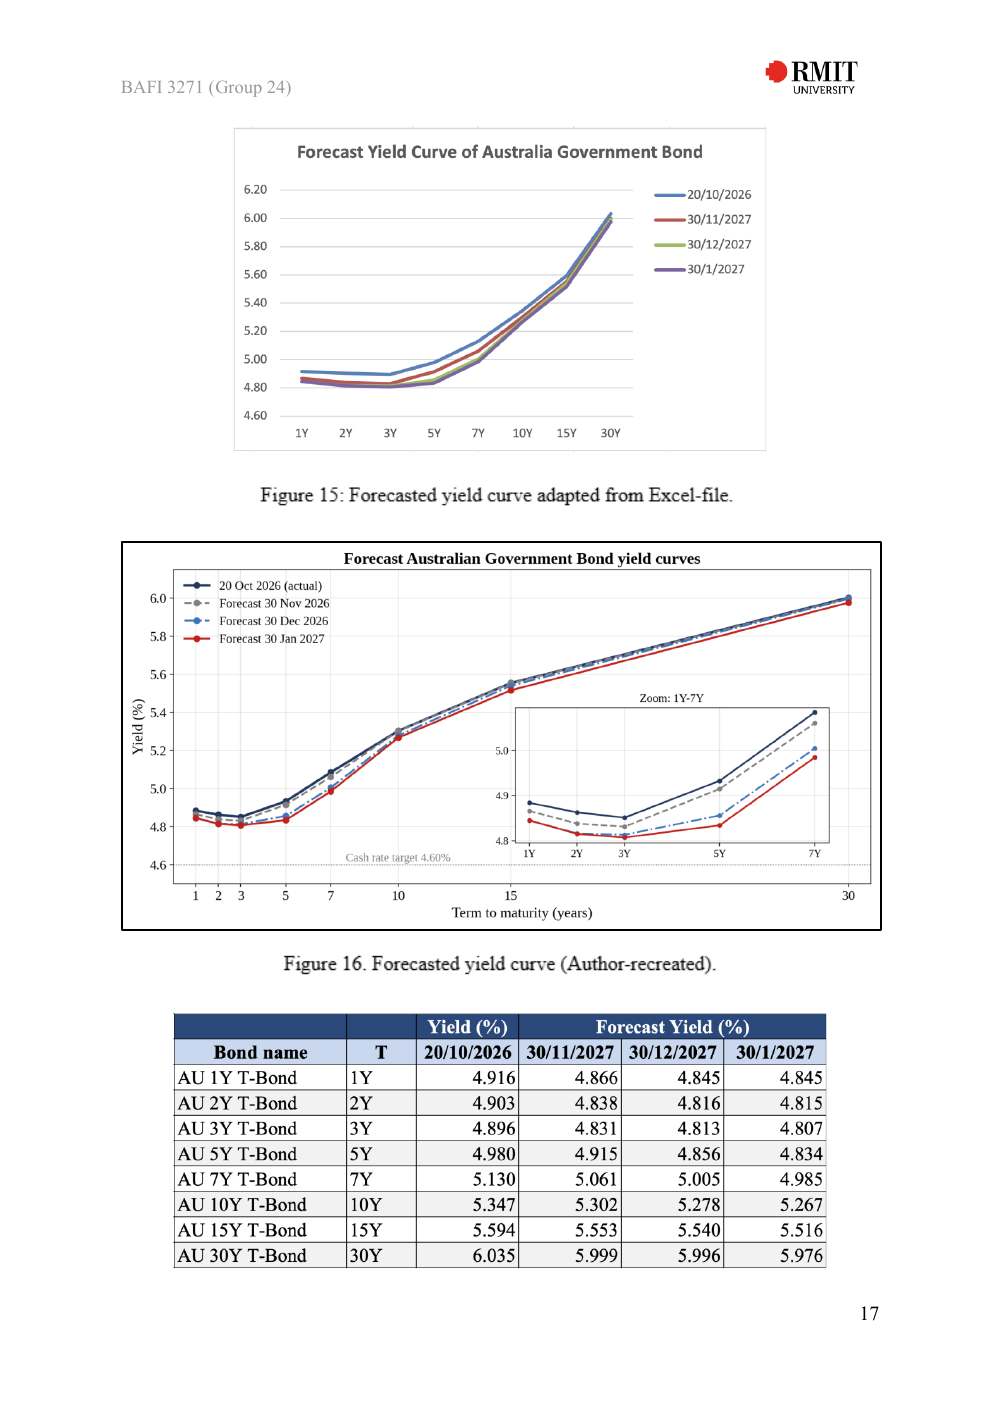 BAFI 3271 (Group 24)
RMIT
UNIVERSITY
Forecast Yield Curve of Australia Government Bond
6.20
6.00
5.80
5.60
5.40
5.20
5.00
4.80
4.60
1Y 2Y 3Y 5Y 7Y 10Y 15Y 30Y
20/10/2026
30/11/2027
30/12/2027
30/1/2027
Figure 15: Forecasted yield curve adapted from Excel-file.
Forecast Australian Government Bond yield curves
20 Oct 2026 (actual)
Forecast 30 Nov 2026
Forecast 30 Dec 2026
Forecast 30 Jan 2027
Yield (%)
6.0
5.8
5.6
5.4
5.2
5.0
4.8
4.6
Zoom: 1Y-7Y
5.0
4.9
4.8
1Y 2Y 3Y 5Y 7Y
Cash rate target 4.60%
1 2 3 5 7 10 15 30
Term to maturity (years)
Figure 16. Forecasted yield curve (Author-recreated).
Yield (%) Forecast Yield (%)
Bond name T 20/10/2026 30/11/2027 30/12/2027 30/1/2027
AU 1Y T-Bond 1Y 4.916 4.866 4.845 4.845
AU 2Y T-Bond 2Y 4.903 4.838 4.816 4.815
AU 3Y T-Bond 3Y 4.896 4.831 4.813 4.807
AU 5Y T-Bond 5Y 4.980 4.915 4.856 4.834
AU 7Y T-Bond 7Y 5.130 5.061 5.005 4.985
AU 10Y T-Bond 10Y 5.347 5.302 5.278 5.267
AU 15Y T-Bond 15Y 5.594 5.553 5.540 5.516
AU 30Y T-Bond 30Y 6.035 5.999 5.996 5.976
17